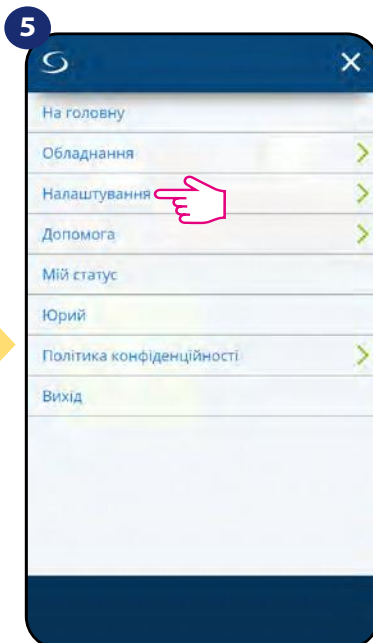 5
На головну
Обладнання
Налаштування
Допомога
Мій статус
Юрий
Політика конфіденційності
Вихід